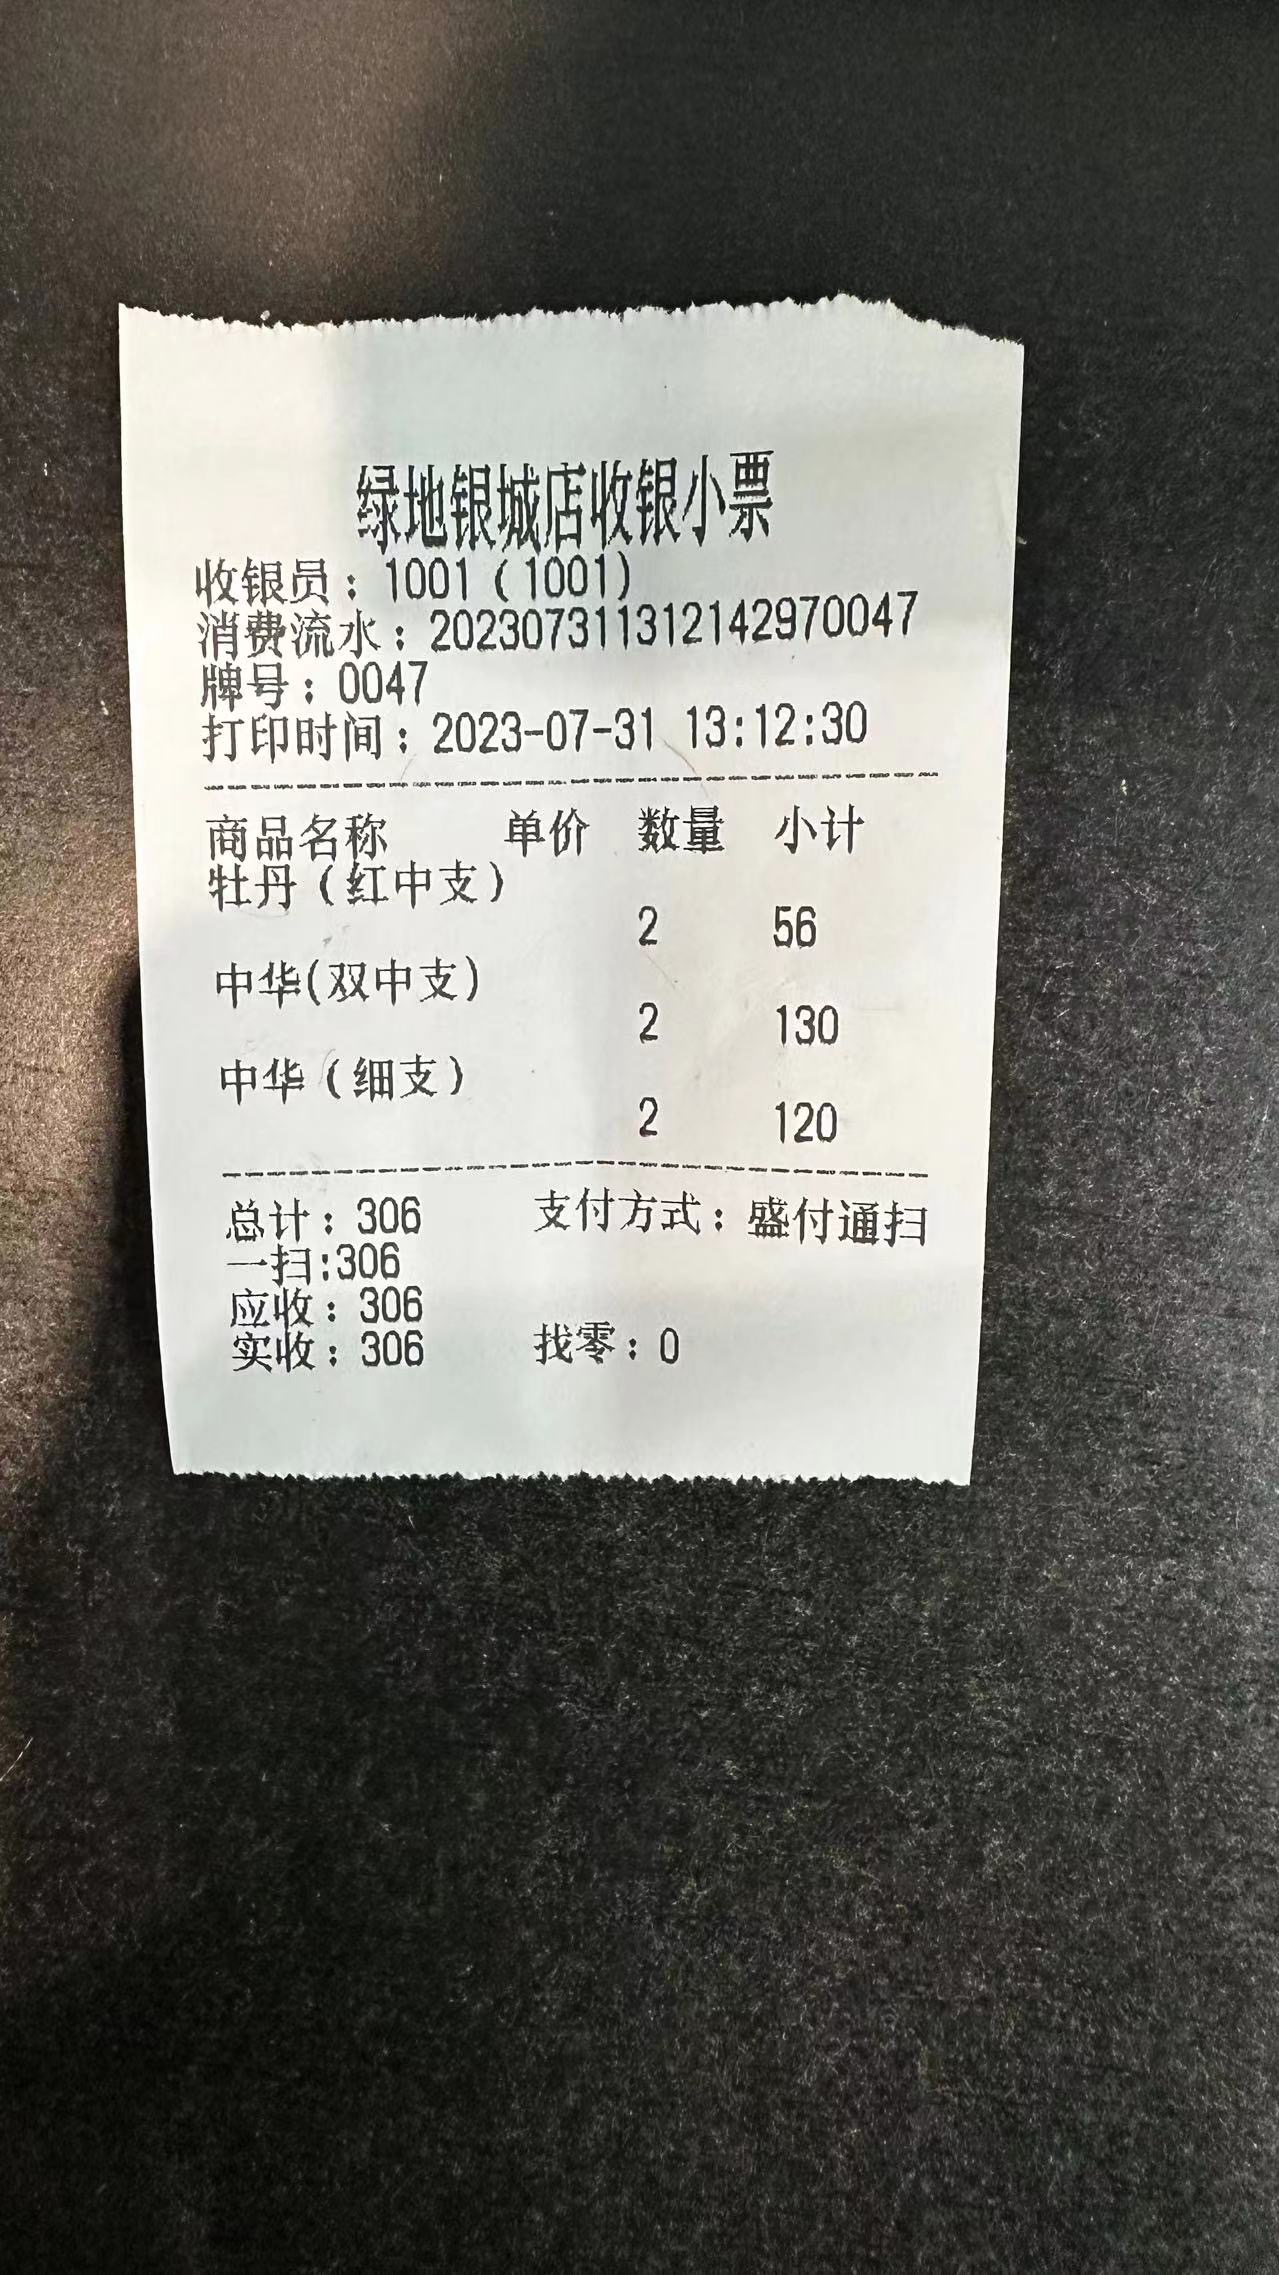 绿地银城店收银小票
收银员：1001（1001）
消费流水：202307311312142970047
牌号：0047
打印时间：2023-07-31 13:12:30
商品名称 单价 数量 小计
牡丹（红中支）
2 56
中华(双中支）
2 130
中华（细支）
2 120
总计：306 支付方式：盛付通扫
一扫:306
应收：306
实收：306 找零：0